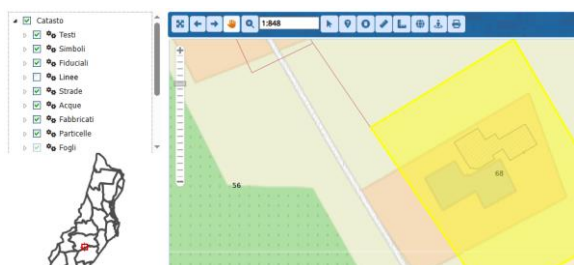 Catasto
Testi
Simboli
Fiduciali
Linee
Strade
Acque
Fabbricati
Particelle
Fogli
1:848
56
68